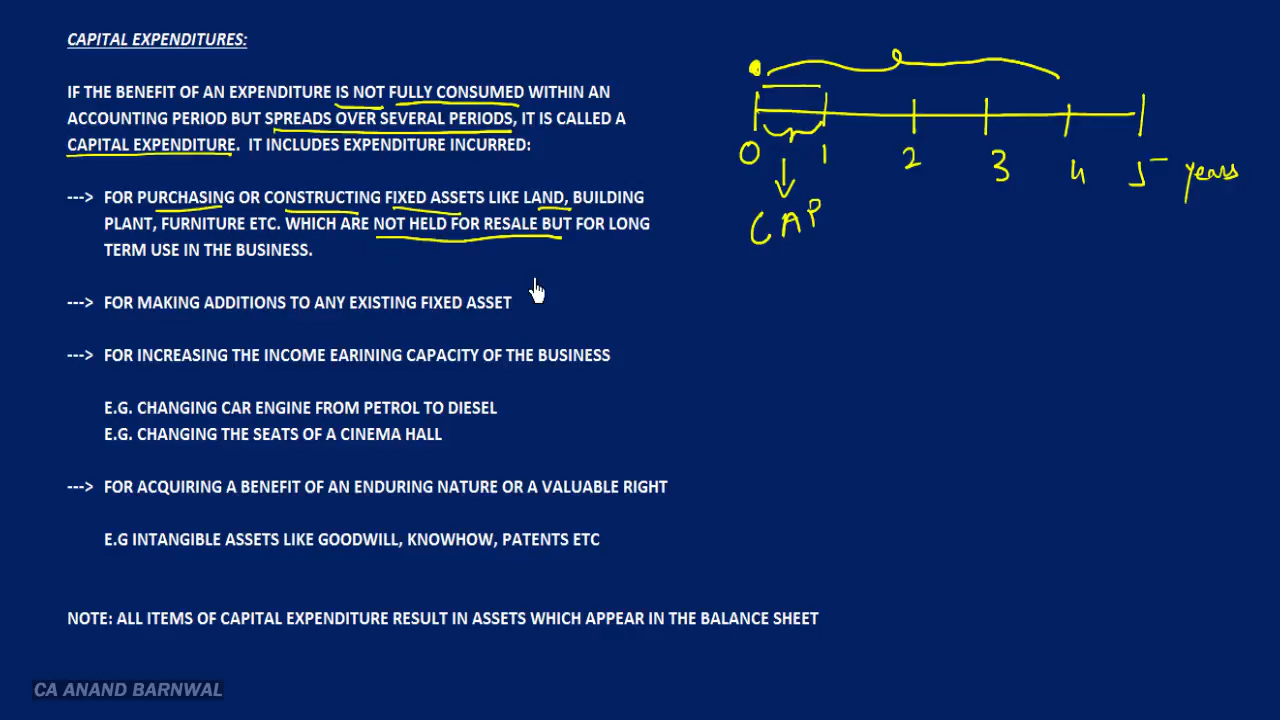 CAPITAL EXPENDITURES:
IF THE BENEFIT OF AN EXPENDITURE IS NOT FULLY CONSUMED WITHIN AN
ACCOUNTING PERIOD BUT SPREADS OVER SEVERAL PERIODS, IT IS CALLED A
CAPITAL EXPENDITURE. IT INCLUDES EXPENDITURE INCURRED:
---> FOR PURCHASING OR CONSTRUCTING FIXED ASSETS LIKE LAND, BUILDING
PLANT, FURNITURE ETC. WHICH ARE NOT HELD FOR RESALE BUT FOR LONG
TERM USE IN THE BUSINESS.
---> FOR MAKING ADDITIONS TO ANY EXISTING FIXED ASSET
---> FOR INCREASING THE INCOME EARINING CAPACITY OF THE BUSINESS
E.G. CHANGING CAR ENGINE FROM PETROL TO DIESEL
E.G. CHANGING THE SEATS OF A CINEMA HALL
---> FOR ACQUIRING A BENEFIT OF AN ENDURING NATURE OR A VALUABLE RIGHT
E.G INTANGIBLE ASSETS LIKE GOODWILL, KNOWHOW, PATENTS ETC
NOTE: ALL ITEMS OF CAPITAL EXPENDITURE RESULT IN ASSETS WHICH APPEAR IN THE BALANCE SHEET
CA ANAND BARNWAL
0 1 2 3 4 5 years
CAP